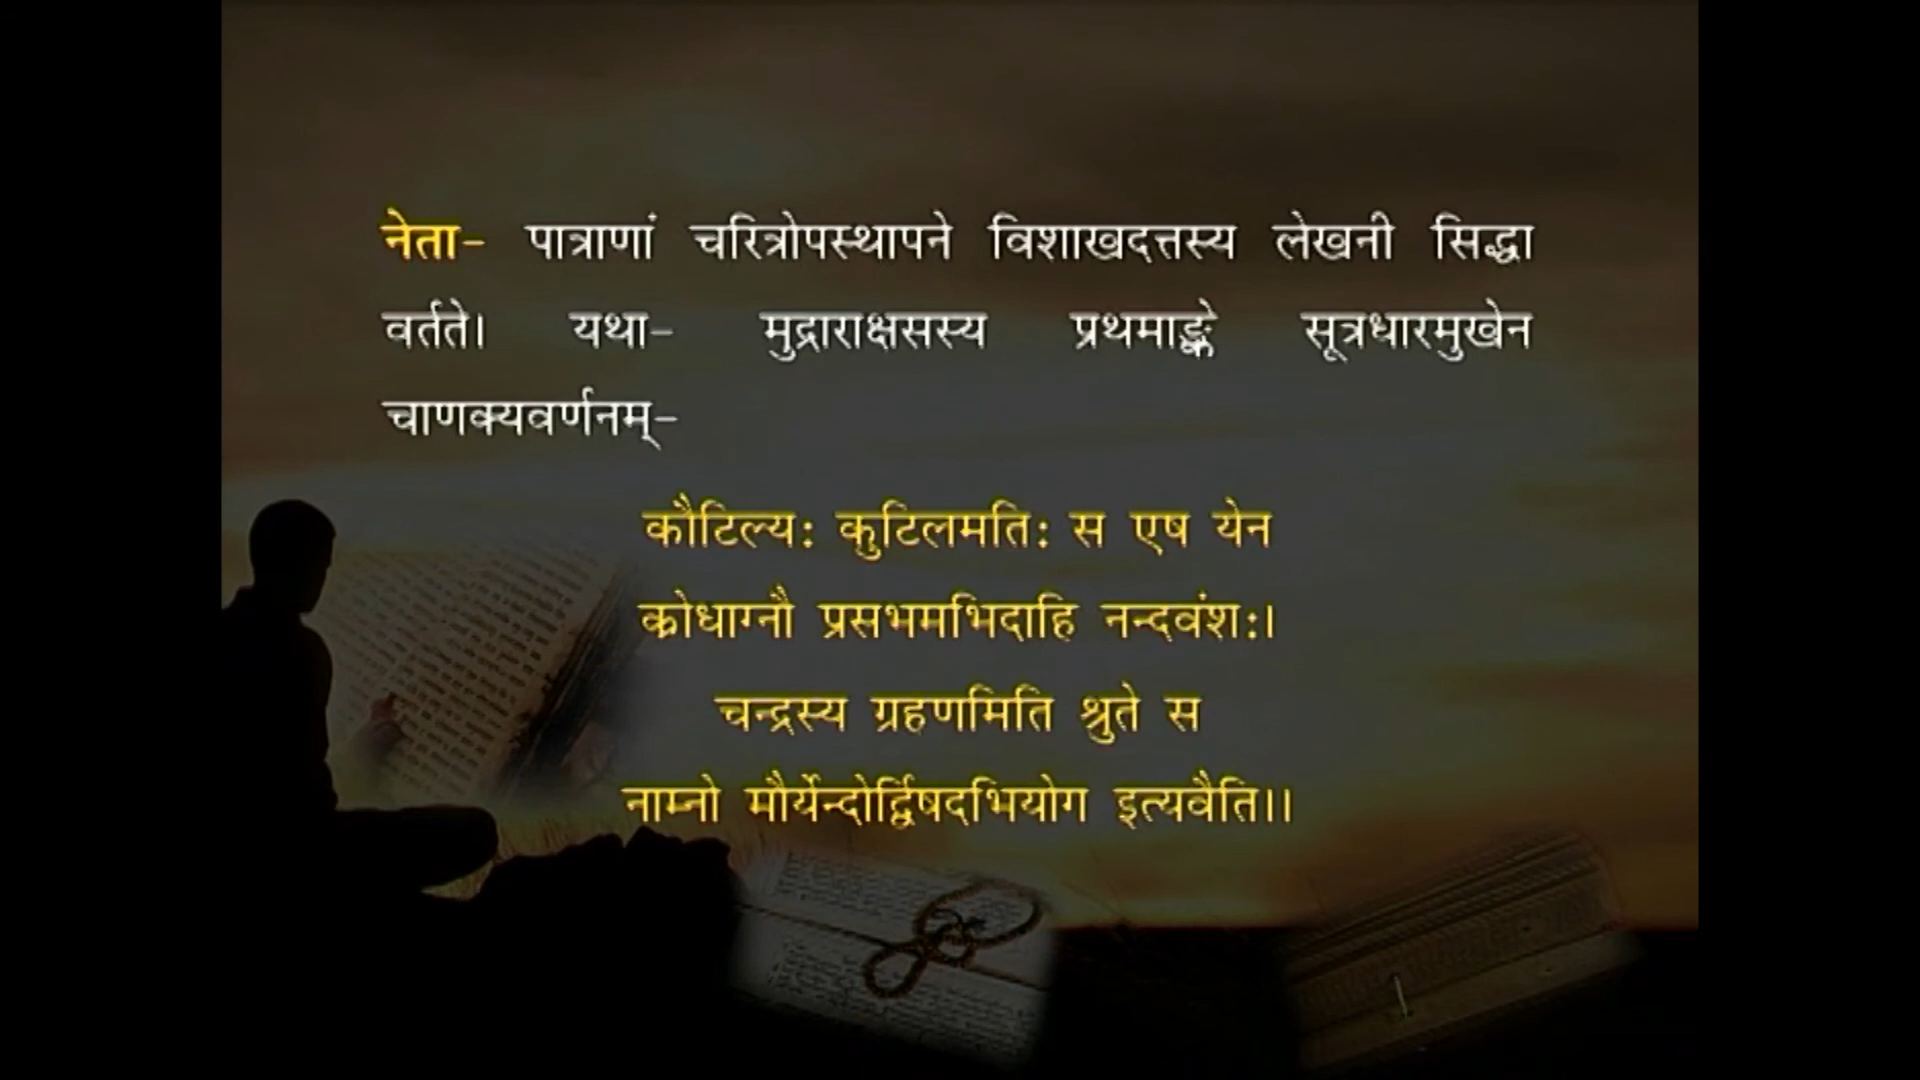 नेता- पात्राणां चरित्रोपस्थापने विशाखदत्तस्य लेखनी सिद्धा
वर्तते। यथा- मुद्राराक्षसस्य प्रथमाङ्के सूत्रधारमुखेन
चाणक्यवर्णनम्-
कौटिल्यः कुटिलमतिः स एष येन
क्रोधाग्नौ प्रसभमभिदाहि नन्दवंशः।
चन्द्रस्य ग्रहणमिति श्रुते स
नाम्नो मौर्येन्दोर्द्विषदभियोग इत्यवैति।।